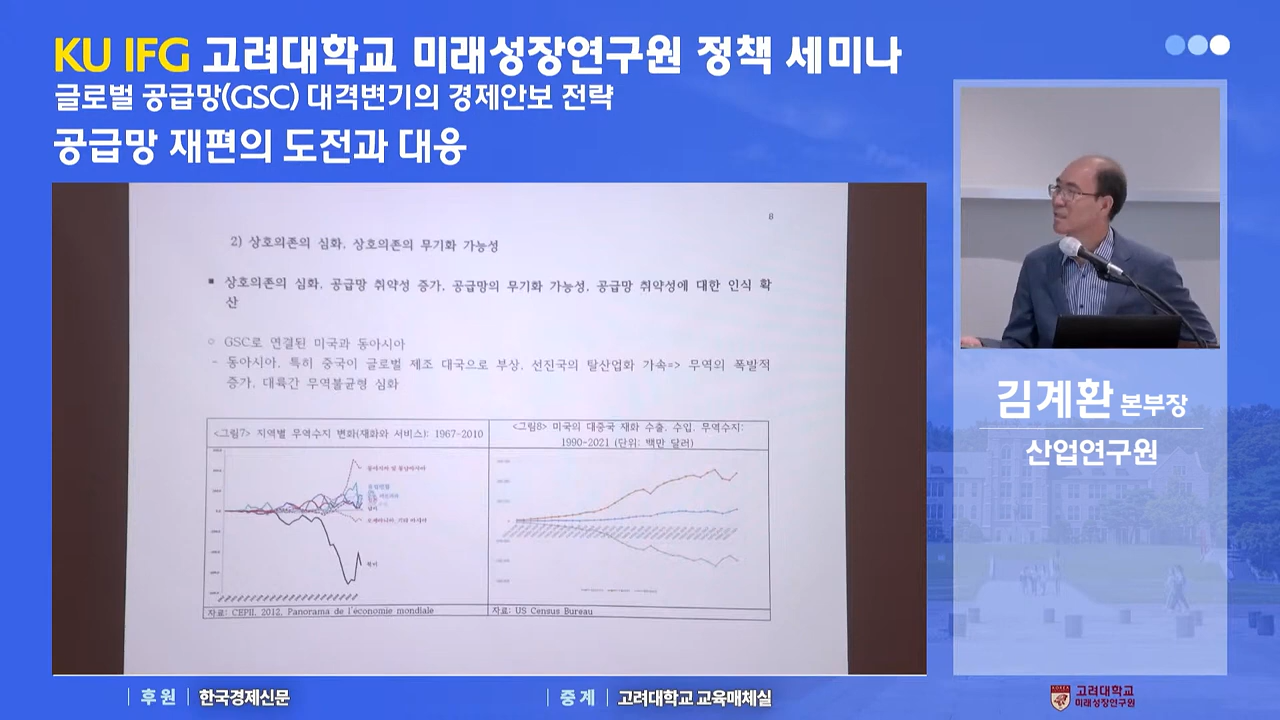 KU IFG 고려대학교 미래성장연구원 정책 세미나
글로벌 공급망(GSC) 대격변기의 경제안보 전략
공급망 재편의 도전과 대응
8
2) 상호의존의 심화, 상호의존의 무기화 가능성
■ 상호의존의 심화, 공급망 취약성 증가, 공급망의 무기화 가능성, 공급망 취약성에 대한 인식 확
산
○ GSC로 연결된 미국과 동아시아
- 동아시아, 특히 중국이 글로벌 제조 대국으로 부상, 선진국의 탈산업화 가속=> 무역의 폭발적
증가, 대륙간 무역불균형 심화
<그림7> 지역별 무역수지 변화(재화와 서비스): 1967-2010
<그림8> 미국의 대중국 재화 수출, 수입, 무역수지:
1990-2021 (단위: 백만 달러)
북미
자료: CEPII, 2012, Panorama de l'économie mondiale
자료: US Census Bureau
김계환 본부장
산업연구원
후원 한국경제신문
중계 고려대학교 교육매체실
고려대학교
미래성장연구원